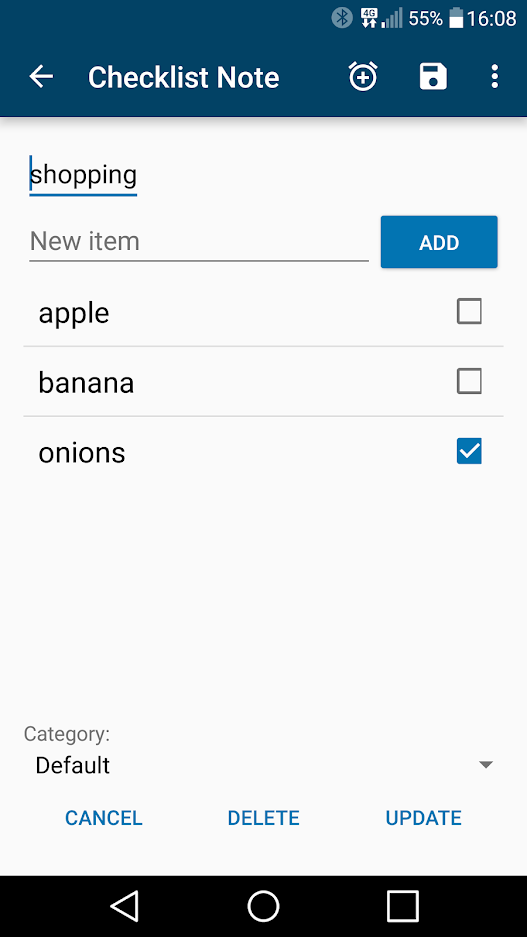 4G 55% 16:08
Checklist Note
shopping
New item ADD
apple
banana
onions
Category:
Default
CANCEL DELETE UPDATE